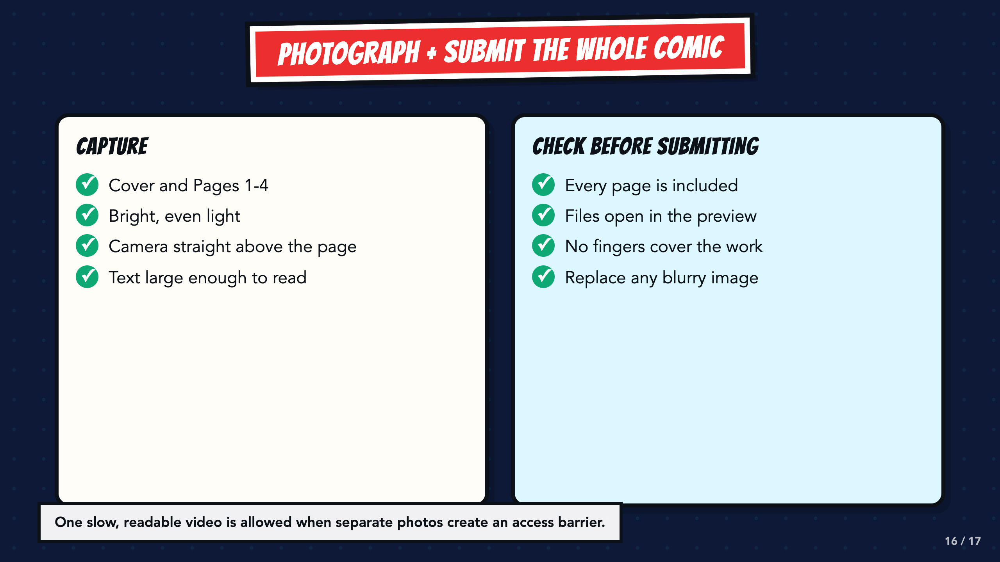 PHOTOGRAPH + SUBMIT THE WHOLE COMIC
CAPTURE
Cover and Pages 1-4
Bright, even light
Camera straight above the page
Text large enough to read
CHECK BEFORE SUBMITTING
Every page is included
Files open in the preview
No fingers cover the work
Replace any blurry image
One slow, readable video is allowed when separate photos create an access barrier.
16 / 17